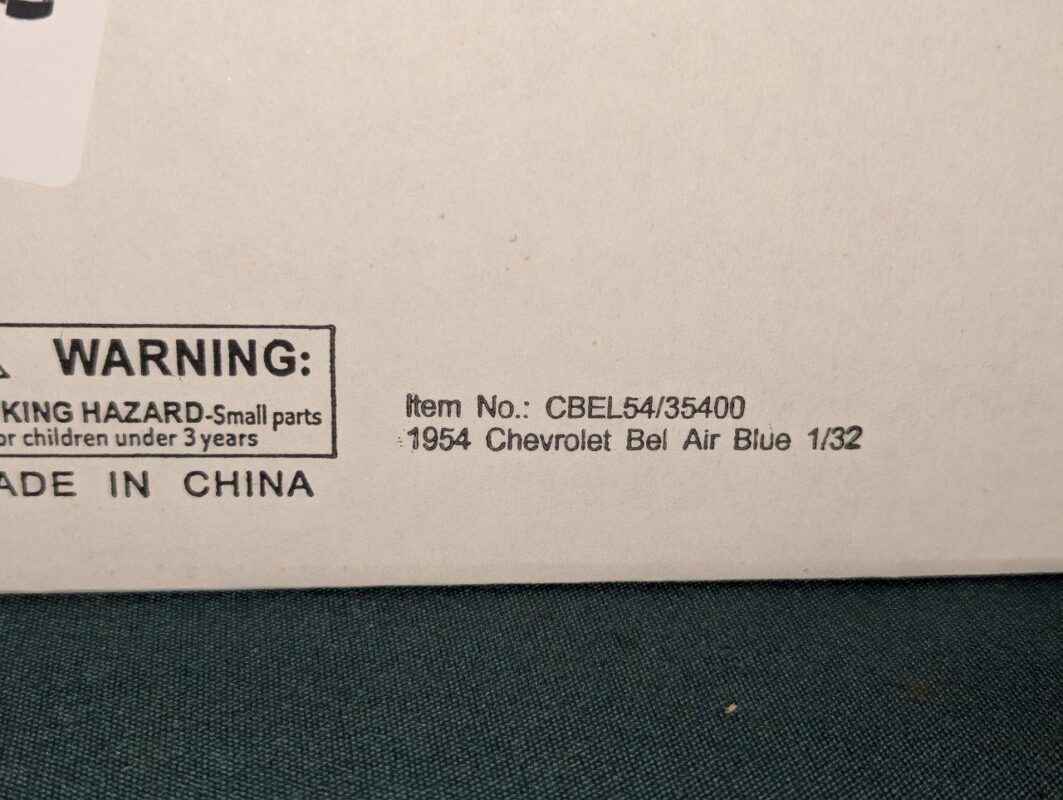 WARNING:
KING HAZARD-Small parts
or children under 3 years
ADE IN CHINA
Item No.: CBEL54/35400
1954 Chevrolet Bel Air Blue 1/32